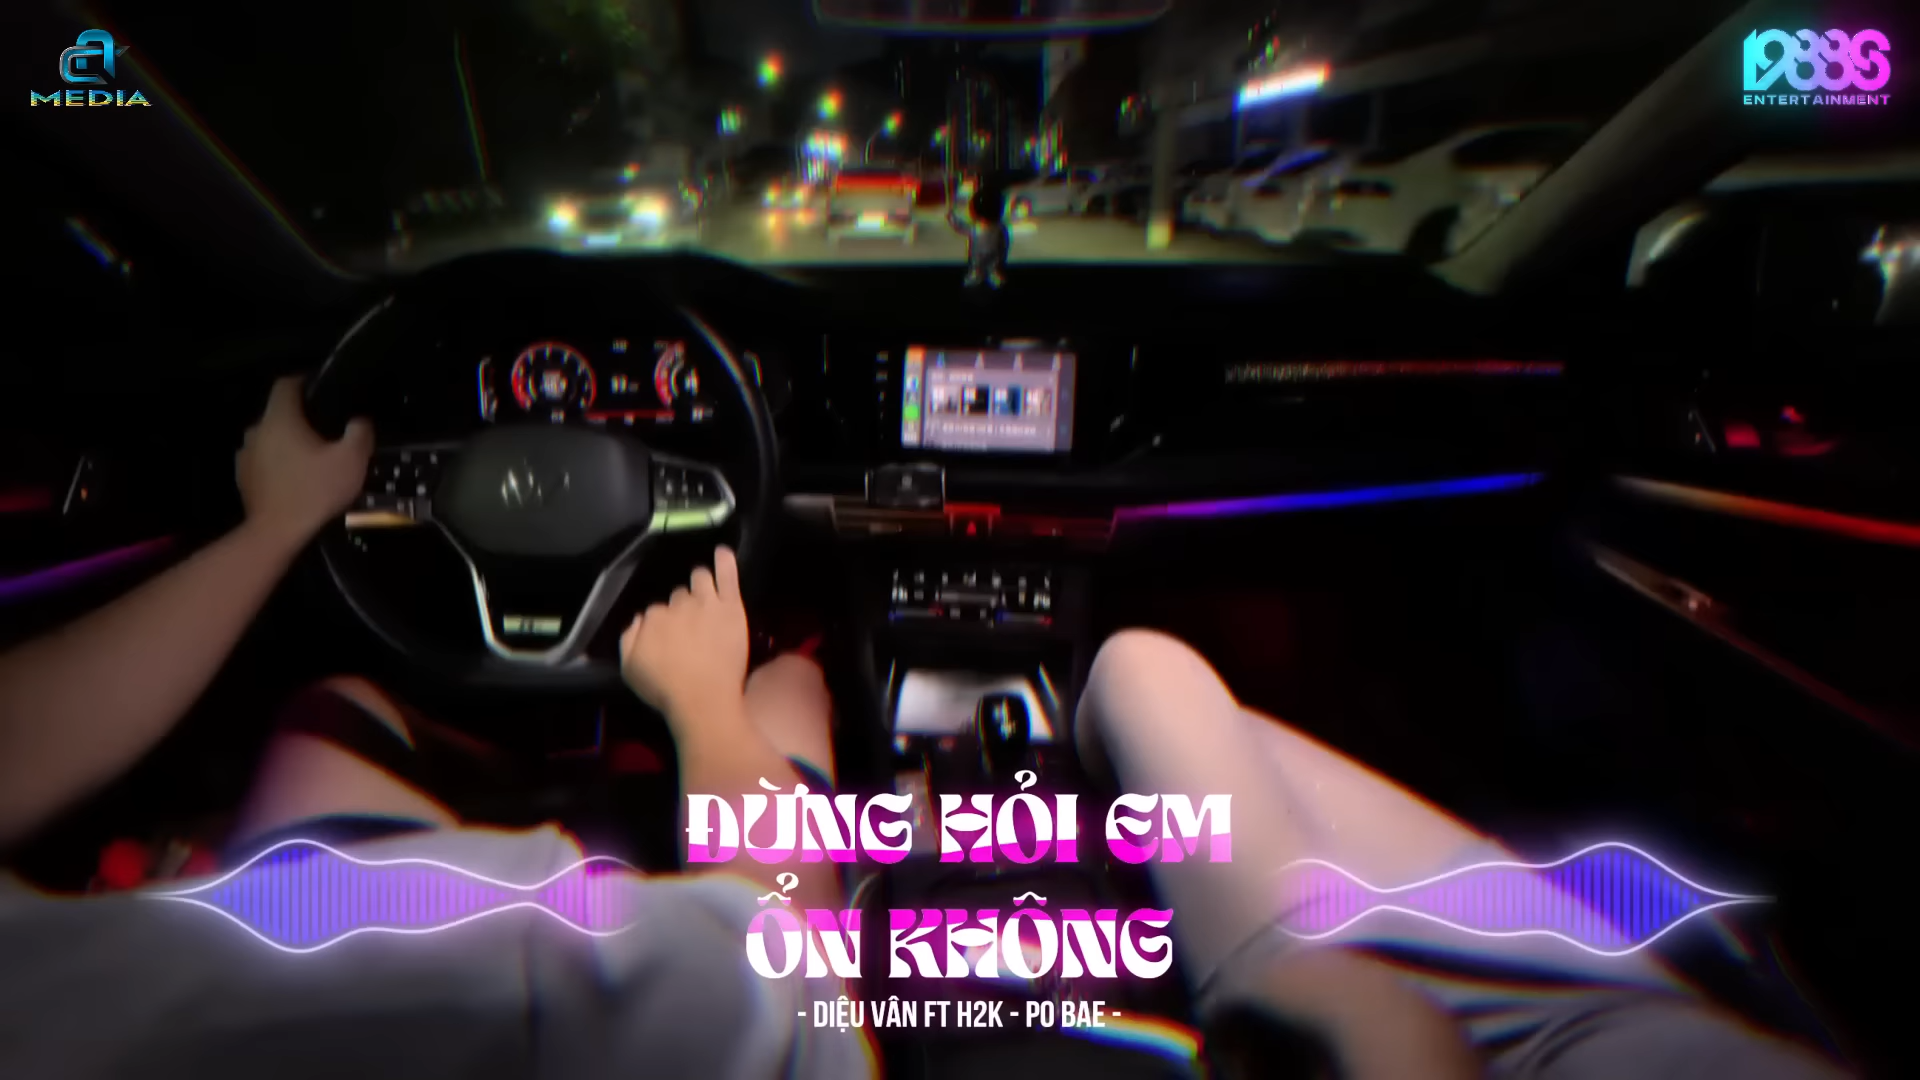 MEDIA
1988S
ENTERTAINMENT
ĐỪNG HỎI EM
ỔN KHÔNG
- DIỆU VÂN FT H2K - PO BAE -